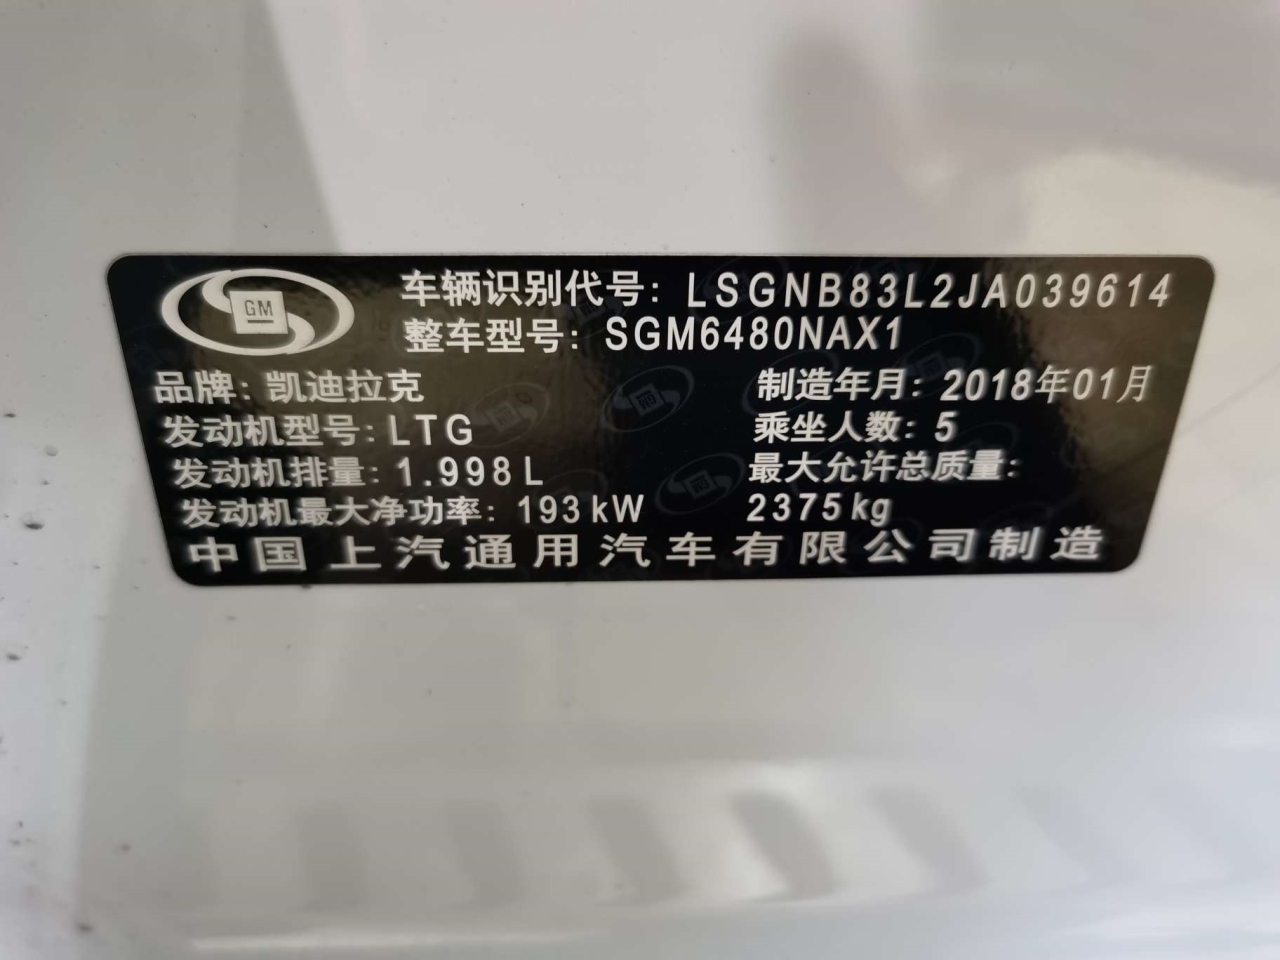 GM
车辆识别代号: LSGNB83L2JA039614
整车型号: SGM6480NAX1
品牌: 凯迪拉克
制造年月: 2018年01月
发动机型号: LTG
乘坐人数: 5
发动机排量: 1.998L
最大允许总质量:
发动机最大净功率: 193kW
2375kg
中国上汽通用汽车有限公司制造